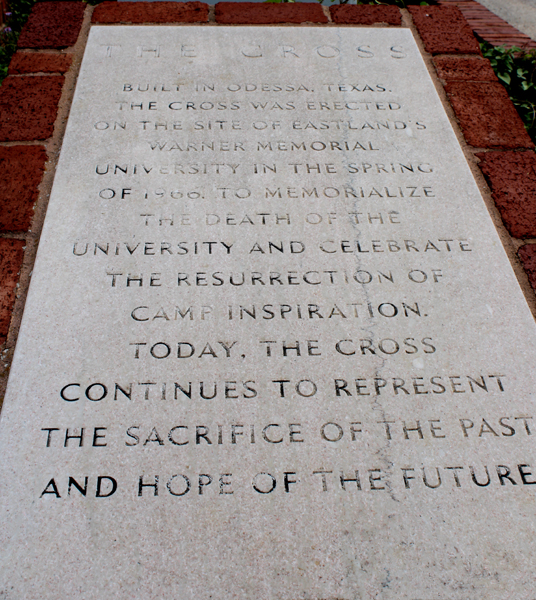 THE CROSS
BUILT IN ODESSA, TEXAS.
THE CROSS WAS ERECTED
ON THE SITE OF EASTLAND'S
WARNER MEMORIAL
UNIVERSITY IN THE SPRING
OF 1966. TO MEMORIALIZE
THE DEATH OF THE
UNIVERSITY AND CELEBRATE
THE RESURRECTION OF
CAMP INSPIRATION.
TODAY, THE CROSS
CONTINUES TO REPRESENT
THE SACRIFICE OF THE PAST
AND HOPE OF THE FUTURE